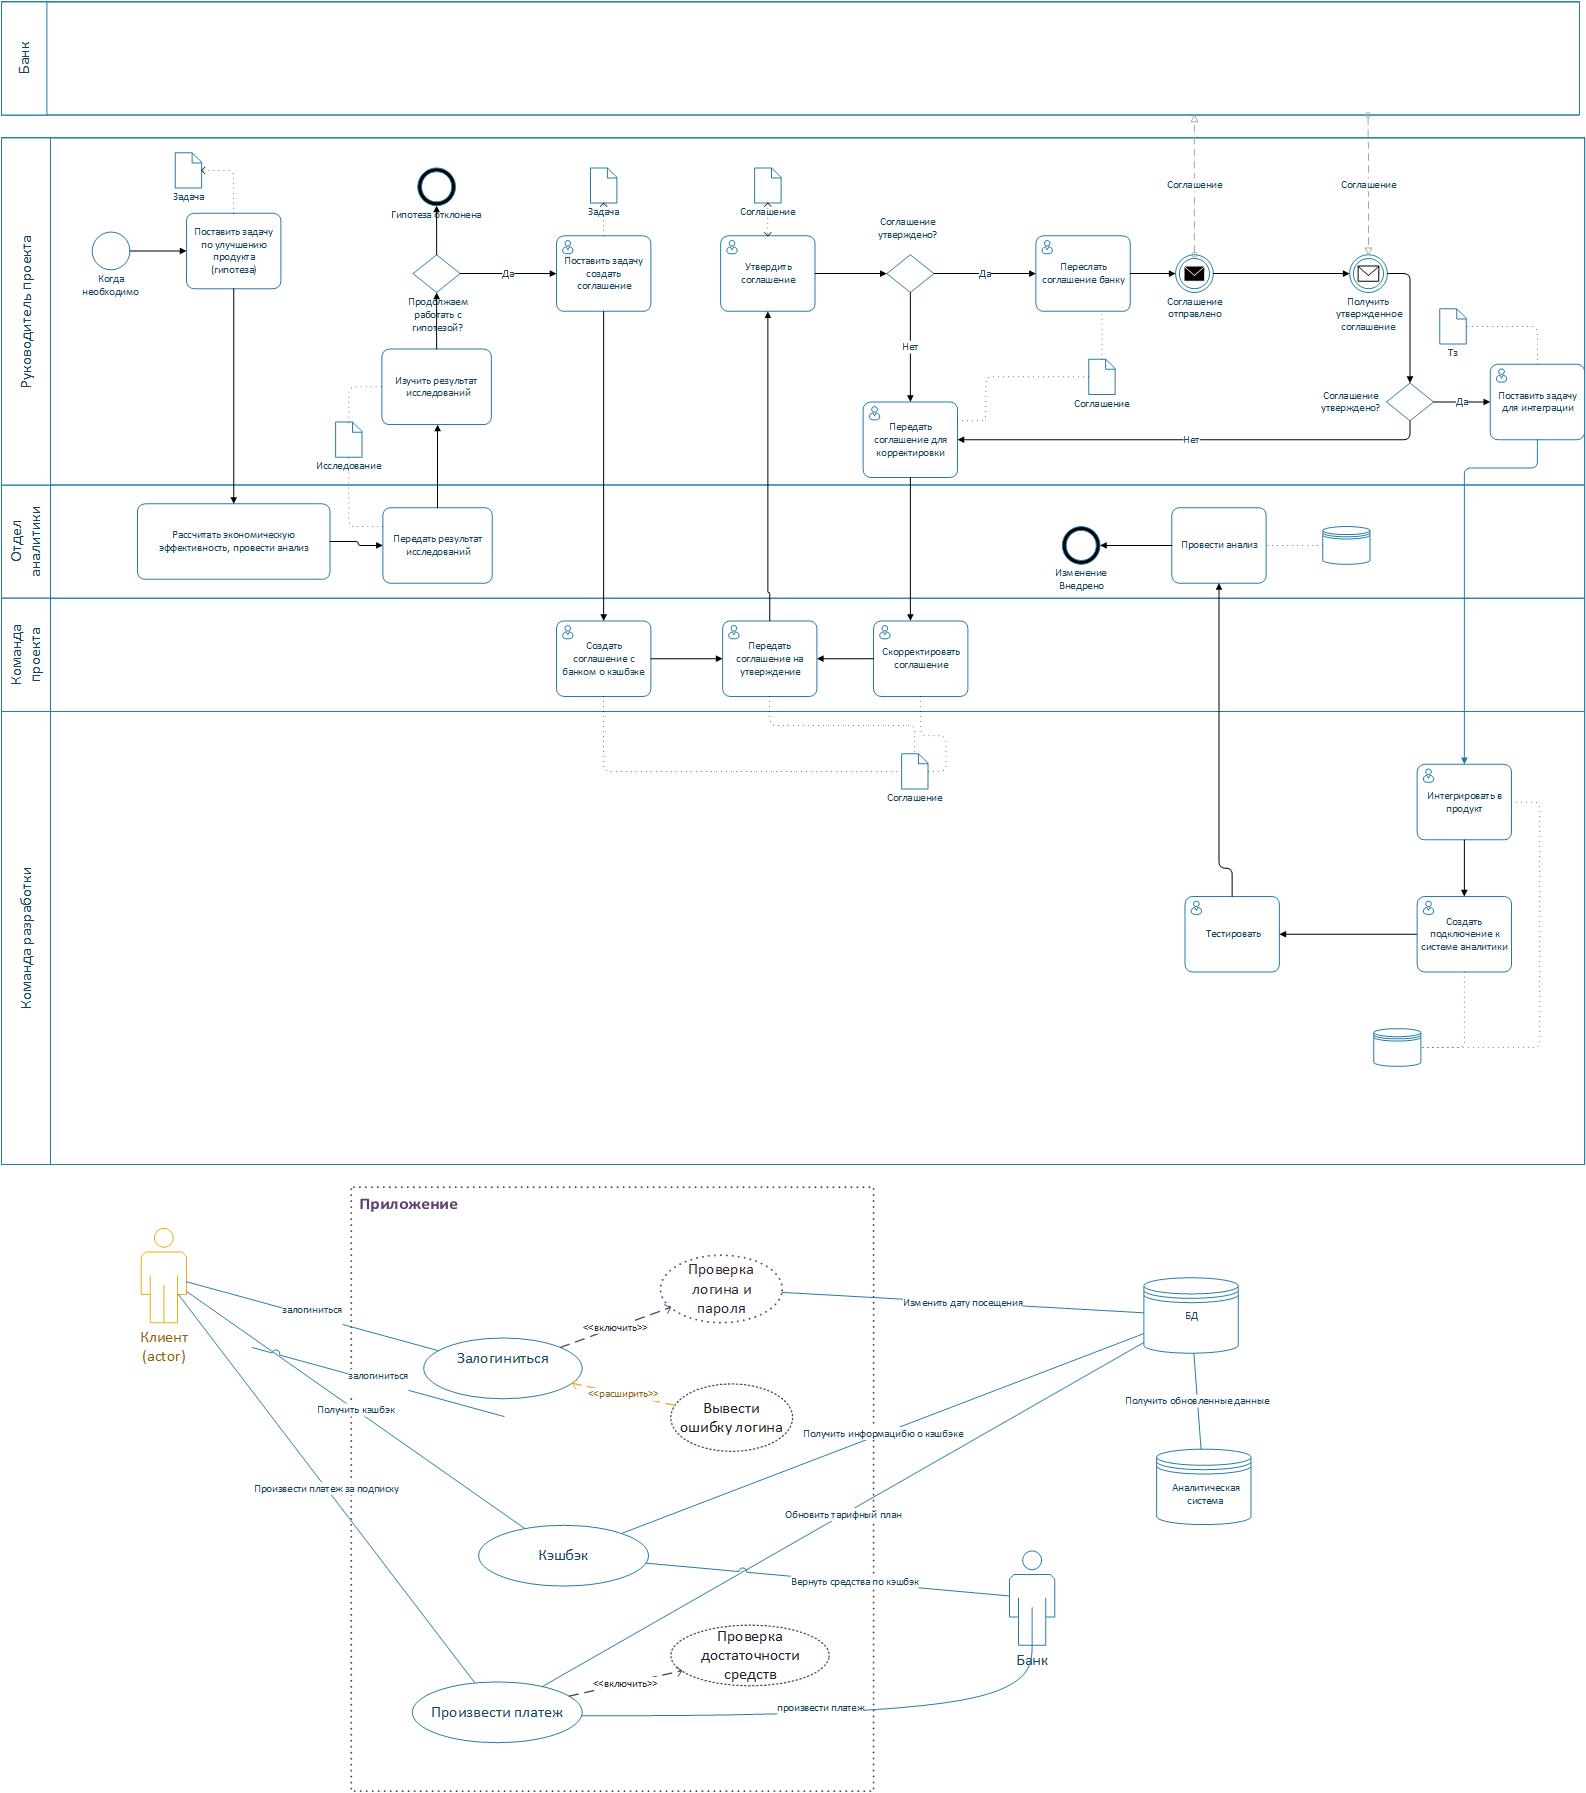 Банк
Руководитель проекта
Задача
Поставить задачу
по улучшению
продукта
(гипотеза)
Когда
необходимо
Гипотеза отклонена
Продолжаем
работать с
гипотезой?
Да
Изучить результат
исследований
Исследование
Задача
Поставить задачу
создать
соглашение
Соглашение
Утвердить
соглашение
Соглашение
утверждено?
Да
Нет
Переслать
соглашение банку
Соглашение
Соглашение
отправлено
Соглашение
Получить
утвержденное
соглашение
Соглашение
Передать
соглашение для
корректировки
Нет
Соглашение
утверждено?
Да
Тз
Поставить задачу
для интеграции
Отдел
аналитики
Рассчитать экономическую
эффективность, провести анализ
Передать результат
исследований
Изменение
Внедрено
Провести анализ
Команда
проекта
Создать
соглашение с
банком о кэшбэке
Передать
соглашение на
утверждение
Скорректировать
соглашение
Команда разработки
Соглашение
Интегрировать в
продукт
Создать
подключение к
системе аналитики
Тестировать
Приложение
Клиент
(actor)
залогиниться
залогиниться
Получить кэшбэк
Произвести платеж за подписку
Залогиниться
<<включить>>
Проверка
логина и
пароля
<<расширить>>
Вывести
ошибку логина
Изменить дату посещения
БД
Получить обновленные данные
Аналитическая
система
Получить информацибю о кэшбэке
Обновить тарифный план
Кэшбэк
Вернуть средства по кэшбэк
Банк
Проверка
достаточности
средств
<<включить>>
Произвести платеж
произвести платеж